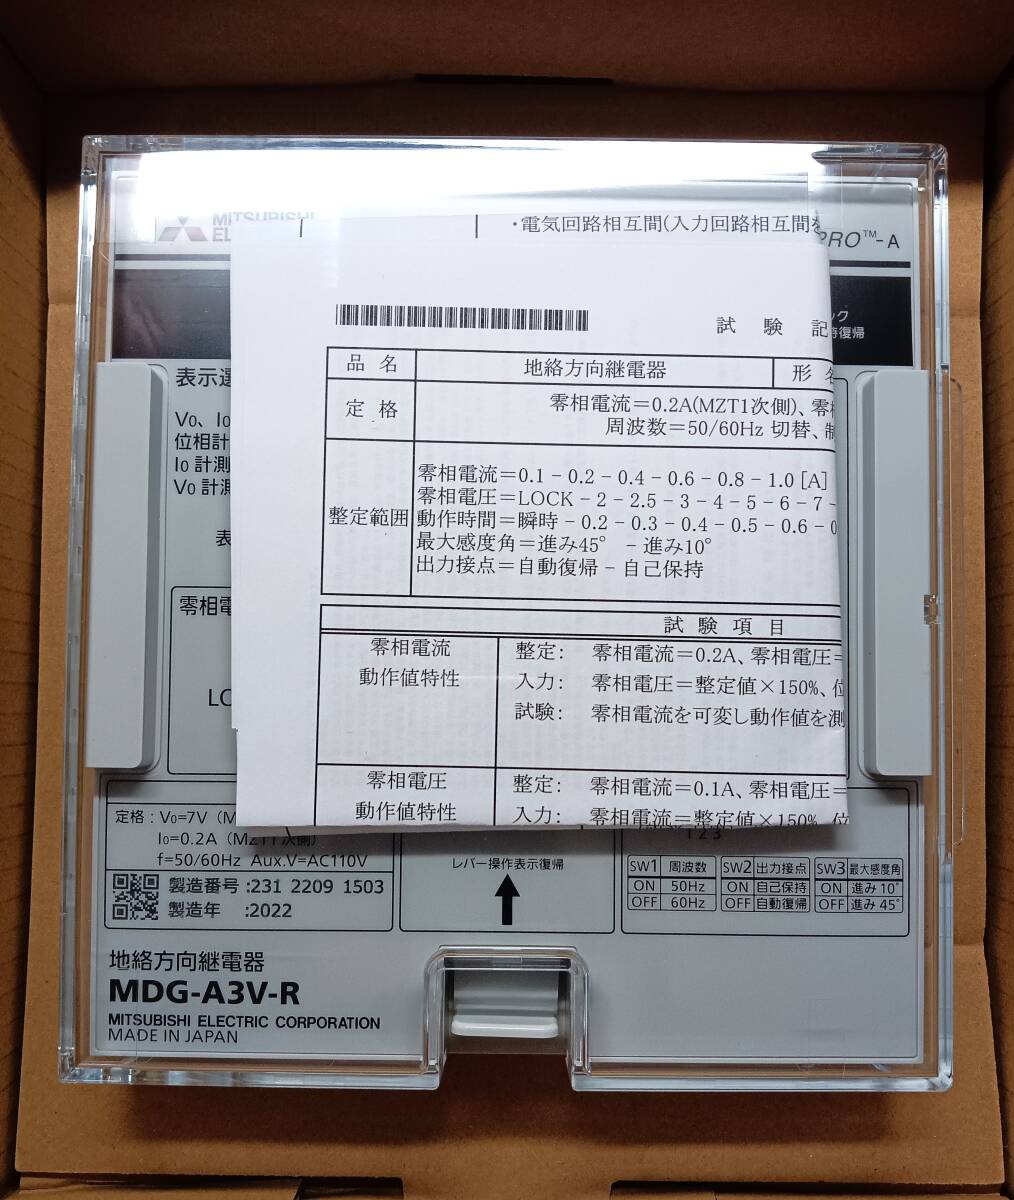 MITSUBISHI
EL
PRO™-A
・電気回路相互間(入力回路相互間を
ック
時復帰
試 験 記
品 名 地絡方向継電器 形 名
定 格 零相電流=0.2A(MZT1次側)、零相
周波数=50/60Hz 切替、制
整定範囲
零相電流=0.1-0.2-0.4-0.6-0.8-1.0[A]
零相電圧=LOCK-2-2.5-3-4-5-6-7-
動作時間=瞬時-0.2-0.3-0.4-0.5-0.6-0
最大感度角=進み45°-進み10°
出力接点=自動復帰-自己保持
試 験 項 目
零相電流
動作値特性
整定: 零相電流=0.2A、零相電圧=
入力: 零相電圧=整定値×150%、位
試験: 零相電流を可変し動作値を測
零相電圧
動作値特性
整定: 零相電流=0.1A、零相電圧=
入力: 零相電流=整定値×150%、位
表示選
V0、I0
位相計
I0 計測
V0 計測
表
零相電
LO
定格:V0=7V (M
I0=0.2A (MZT1次側)
f=50/60Hz Aux.V=AC110V
製造番号:231 2209 1503
製造年 :2022
レバー操作表示復帰
1 2 3
SW1 周波数 SW2 出力接点 SW3 最大感度角
ON 50Hz ON 自己保持 ON 進み 10°
OFF 60Hz OFF 自動復帰 OFF 進み 45°
地絡方向継電器
MDG-A3V-R
MITSUBISHI ELECTRIC CORPORATION
MADE IN JAPAN